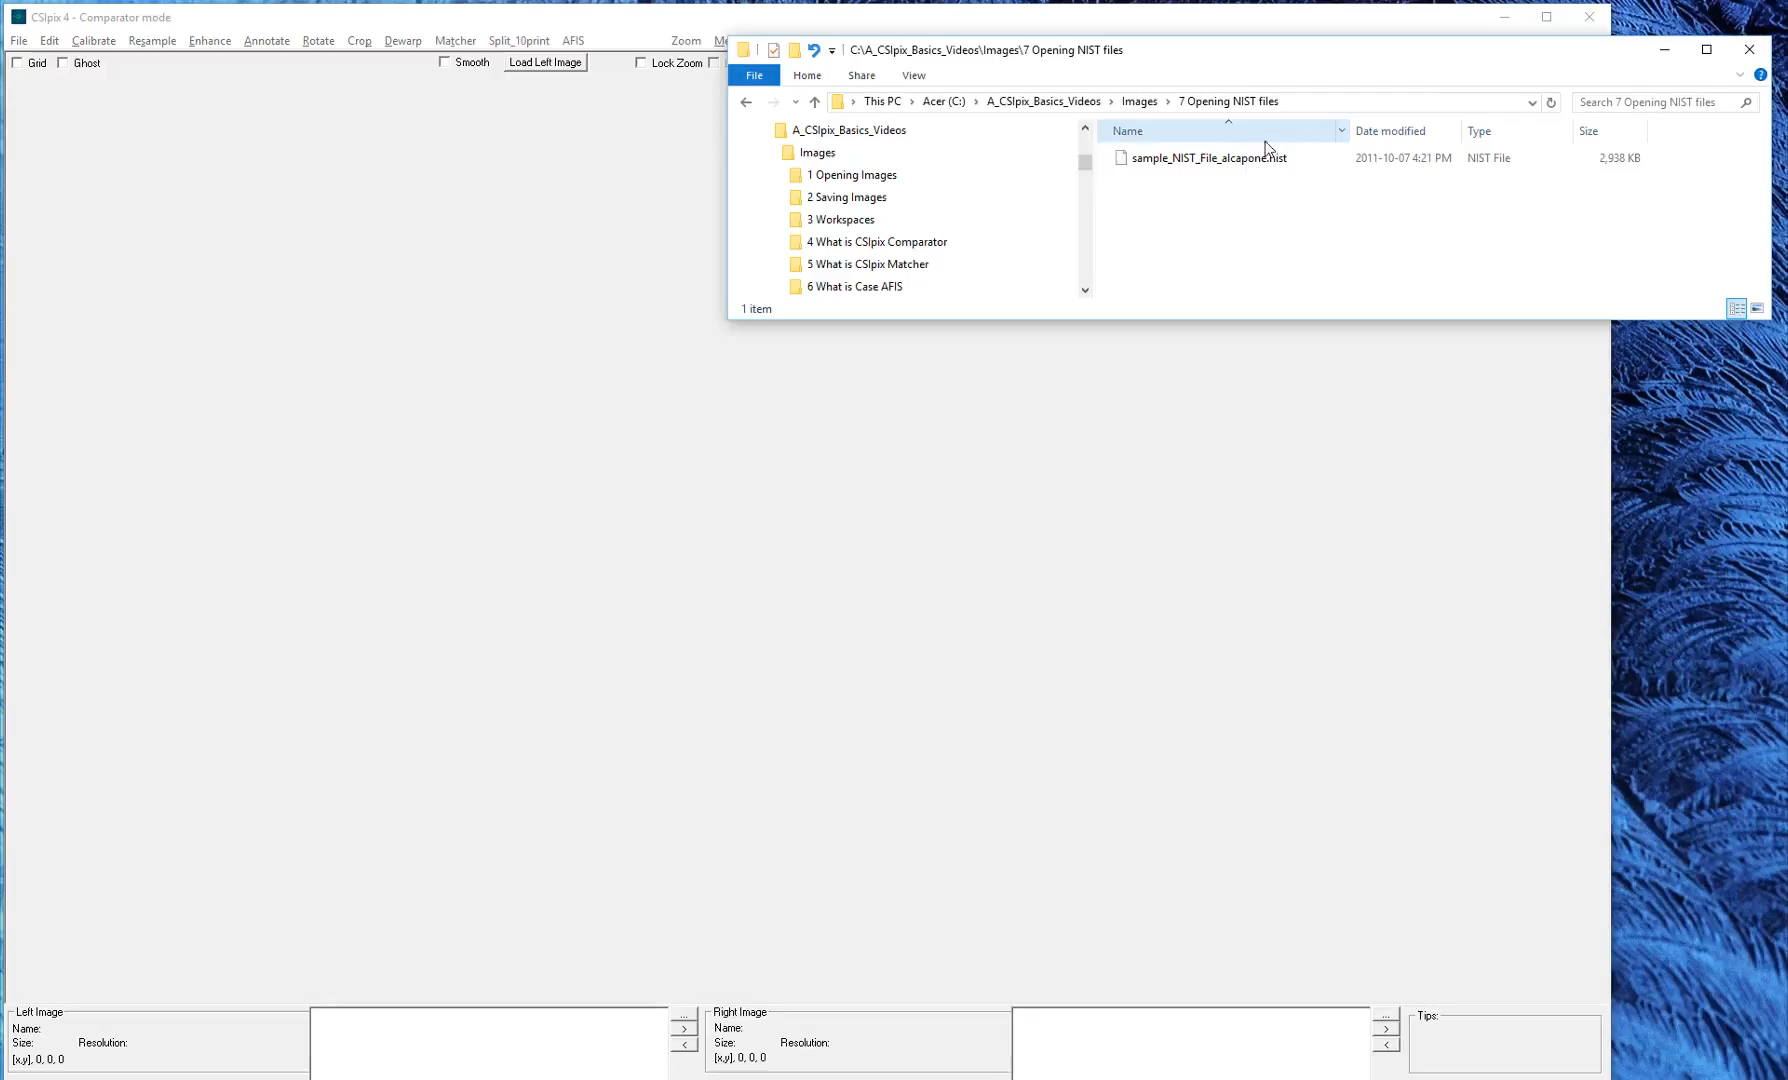 CSIpix 4 - Comparator mode
File Edit Calibrate Resample Enhance Annotate Rotate Crop Dewarp Matcher Split_10print AFIS Zoom
Grid Ghost Smooth Load Left Image Lock Zoom
C:\A_CSIpix_Basics_Videos\Images\7 Opening NIST files
File Home Share View
This PC Acer (C:) A_CSIpix_Basics_Videos Images 7 Opening NIST files Search 7 Opening NIST files
A_CSIpix_Basics_Videos
Images
1 Opening Images
2 Saving Images
3 Workspaces
4 What is CSIpix Comparator
5 What is CSIpix Matcher
6 What is Case AFIS
Name Date modified Type Size
sample_NIST_File_alcapone.nist 2011-10-07 4:21 PM NIST File 2,938 KB
1 item
Left Image
Name:
Size: Resolution:
[x,y], 0, 0, 0
...
>
<
Right Image
Name:
Size: Resolution:
[x,y], 0, 0, 0
...
>
<
Tips: